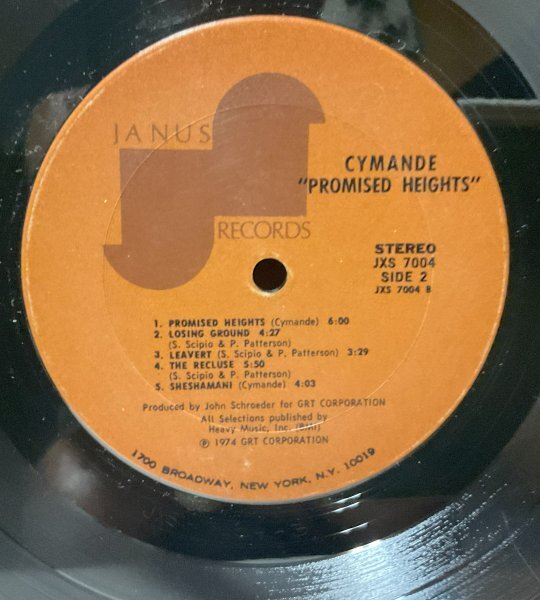 JANUS
RECORDS
CYMANDE
"PROMISED HEIGHTS"
STEREO
JXS 7004
SIDE 2
JXS 7004 B
1. PROMISED HEIGHTS (Cymande) 6:00
2. LOSING GROUND 4:27
(S. Scipio & P. Patterson)
3. LEAVERT (S. Scipio & P. Patterson) 3:29
4. THE RECLUSE 5:50
(S. Scipio & P. Patterson)
5. SHESHAMANI (Cymande) 4:03
Produced by John Schroeder for GRT CORPORATION
All Selections published by
Heavy Music, Inc. (BMI)
℗ 1974 GRT CORPORATION
1700 BROADWAY, NEW YORK, N.Y. 10019